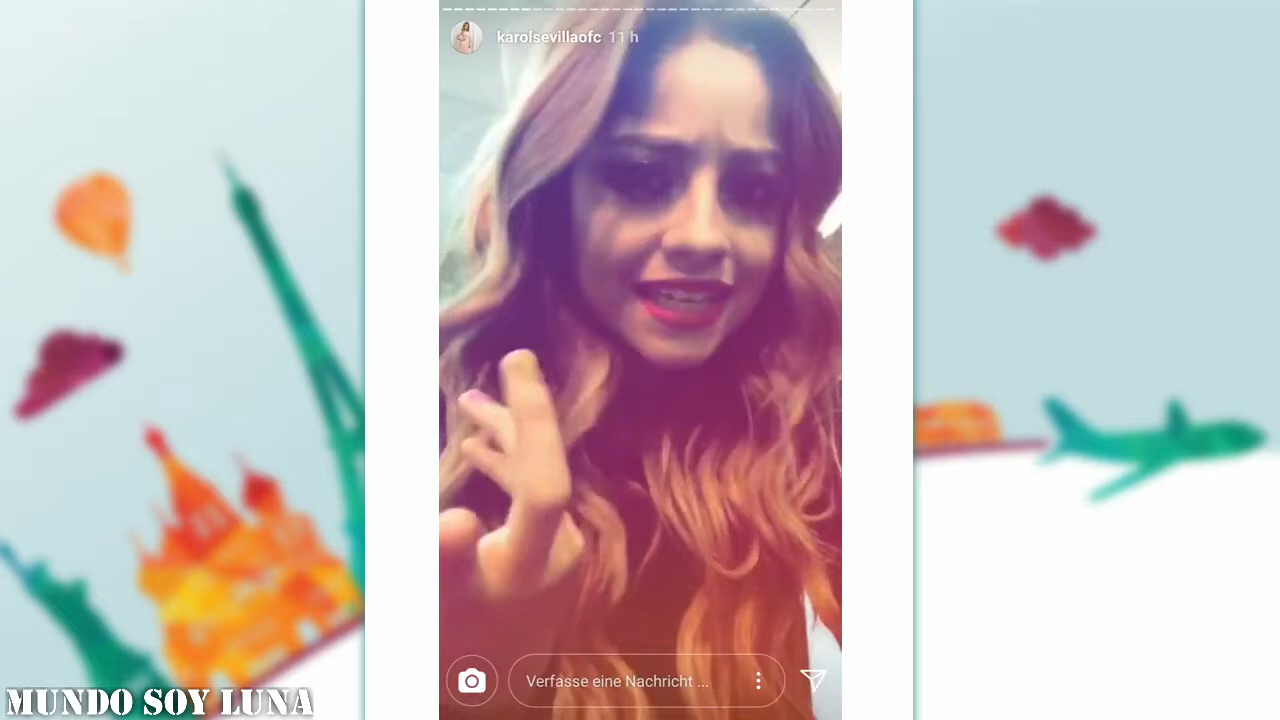 karolsevillaofc 11 h
Verfasse eine Nachricht ...
MUNDO SOY LUNA